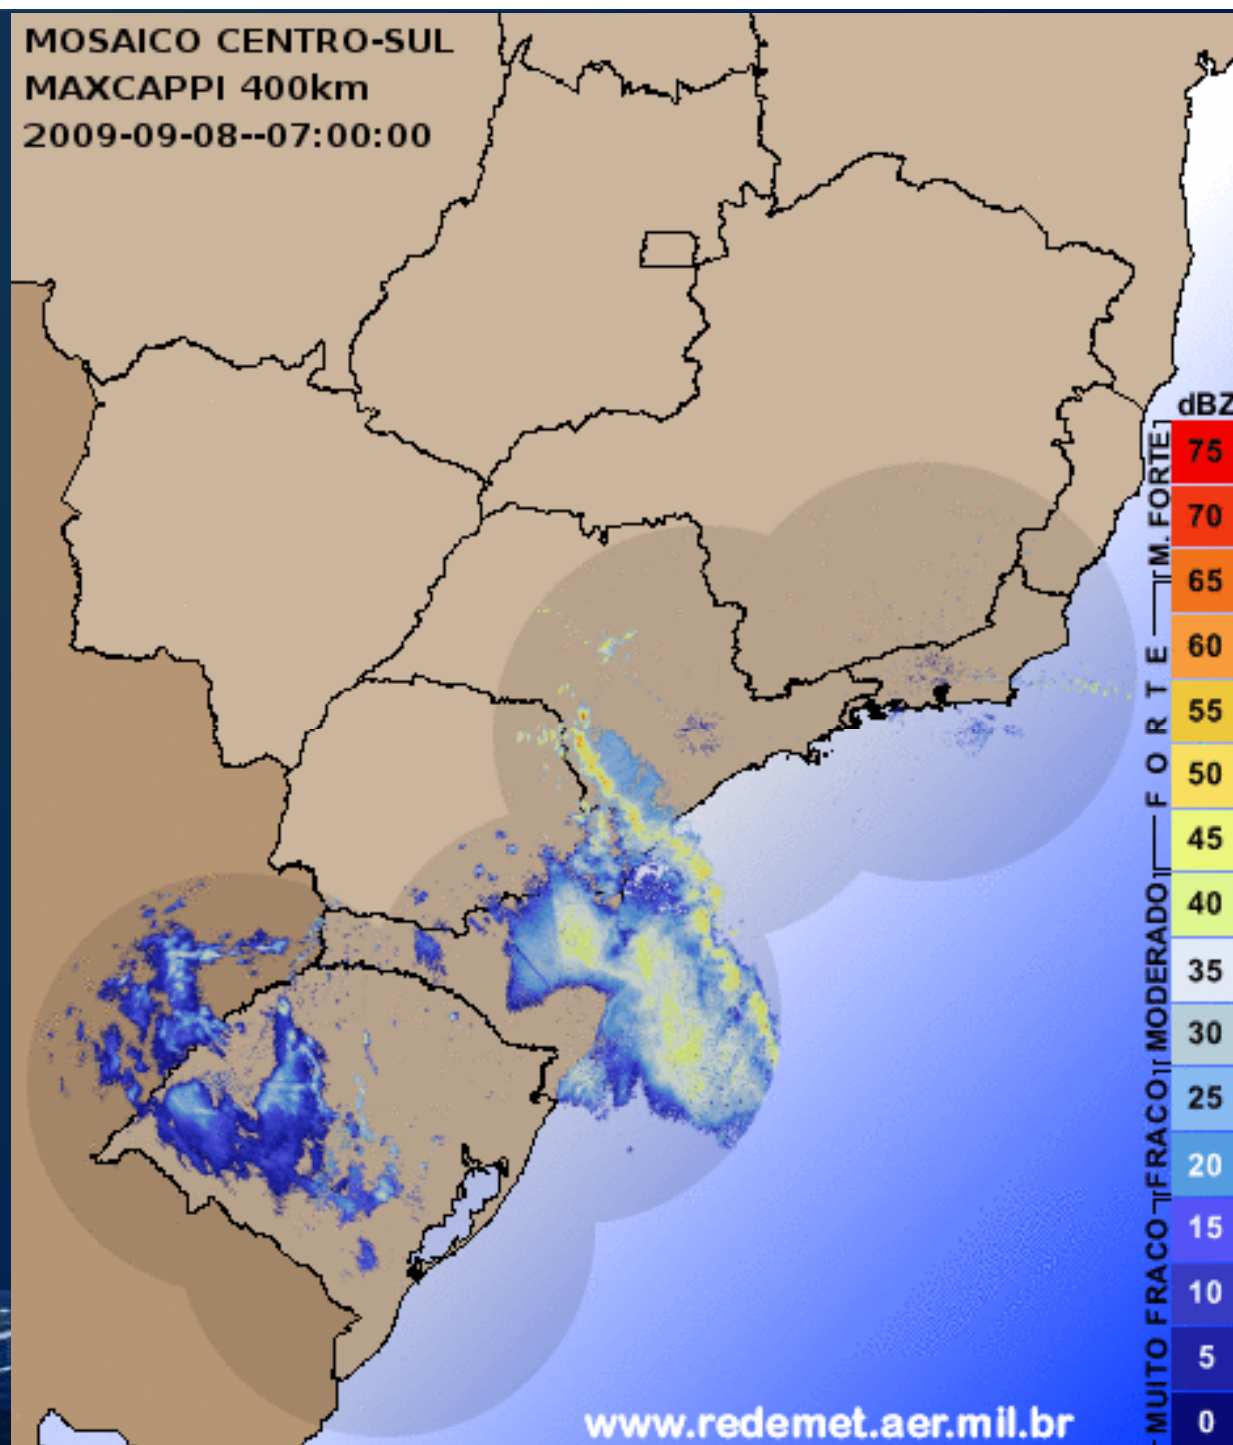 MOSAICO CENTRO-SUL
MAXCAPPI 400km
2009-09-08--07:00:00
dBZ
75
70
65
60
55
50
45
40
35
30
25
20
15
10
5
0
M. FORTE
FORTE
MODERADO
FRACO
MUITO FRACO
www.redemet.aer.mil.br